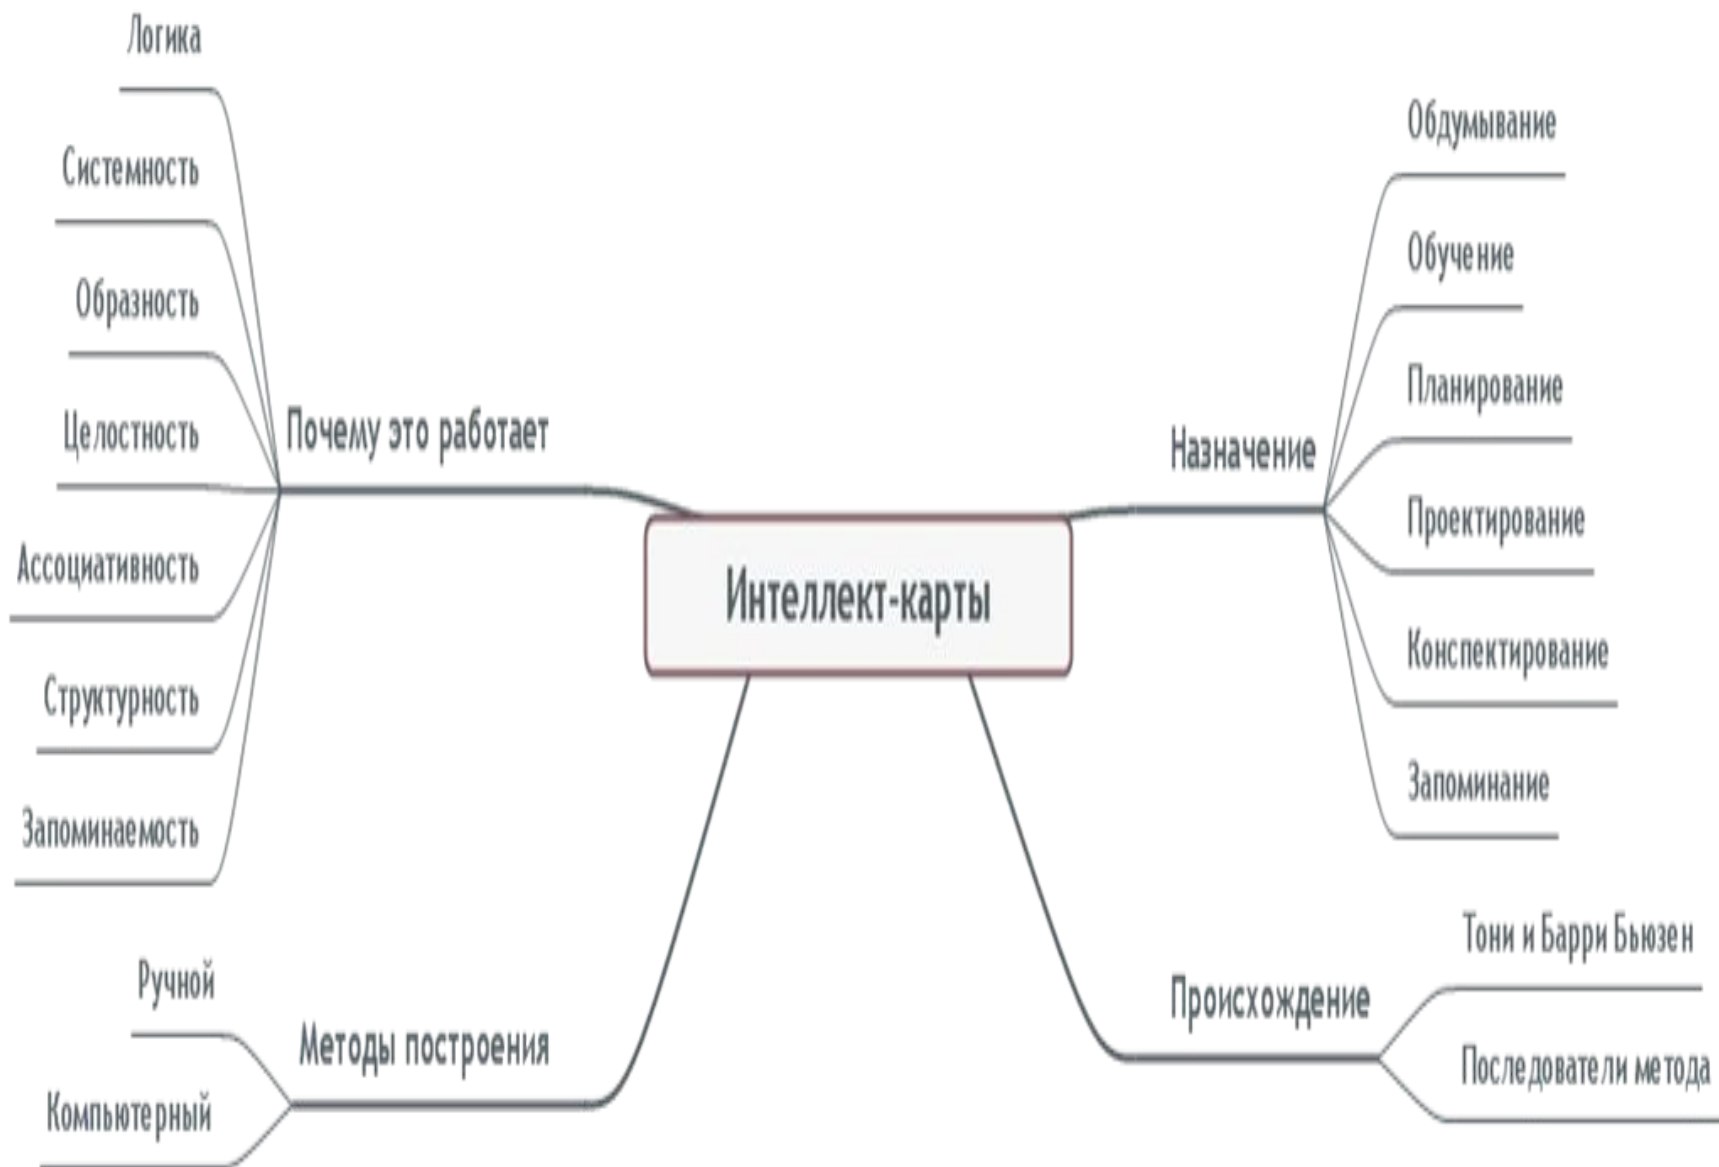 Логика
Системность
Образность
Целостность
Ассоциативность
Структурность
Запоминаемость
Почему это работает
Ручной
Компьютерный
Методы построения
Интеллект-карты
Назначение
Обдумывание
Обучение
Планирование
Проектирование
Конспектирование
Запоминание
Происхождение
Тони и Барри Бьюзен
Последователи метода